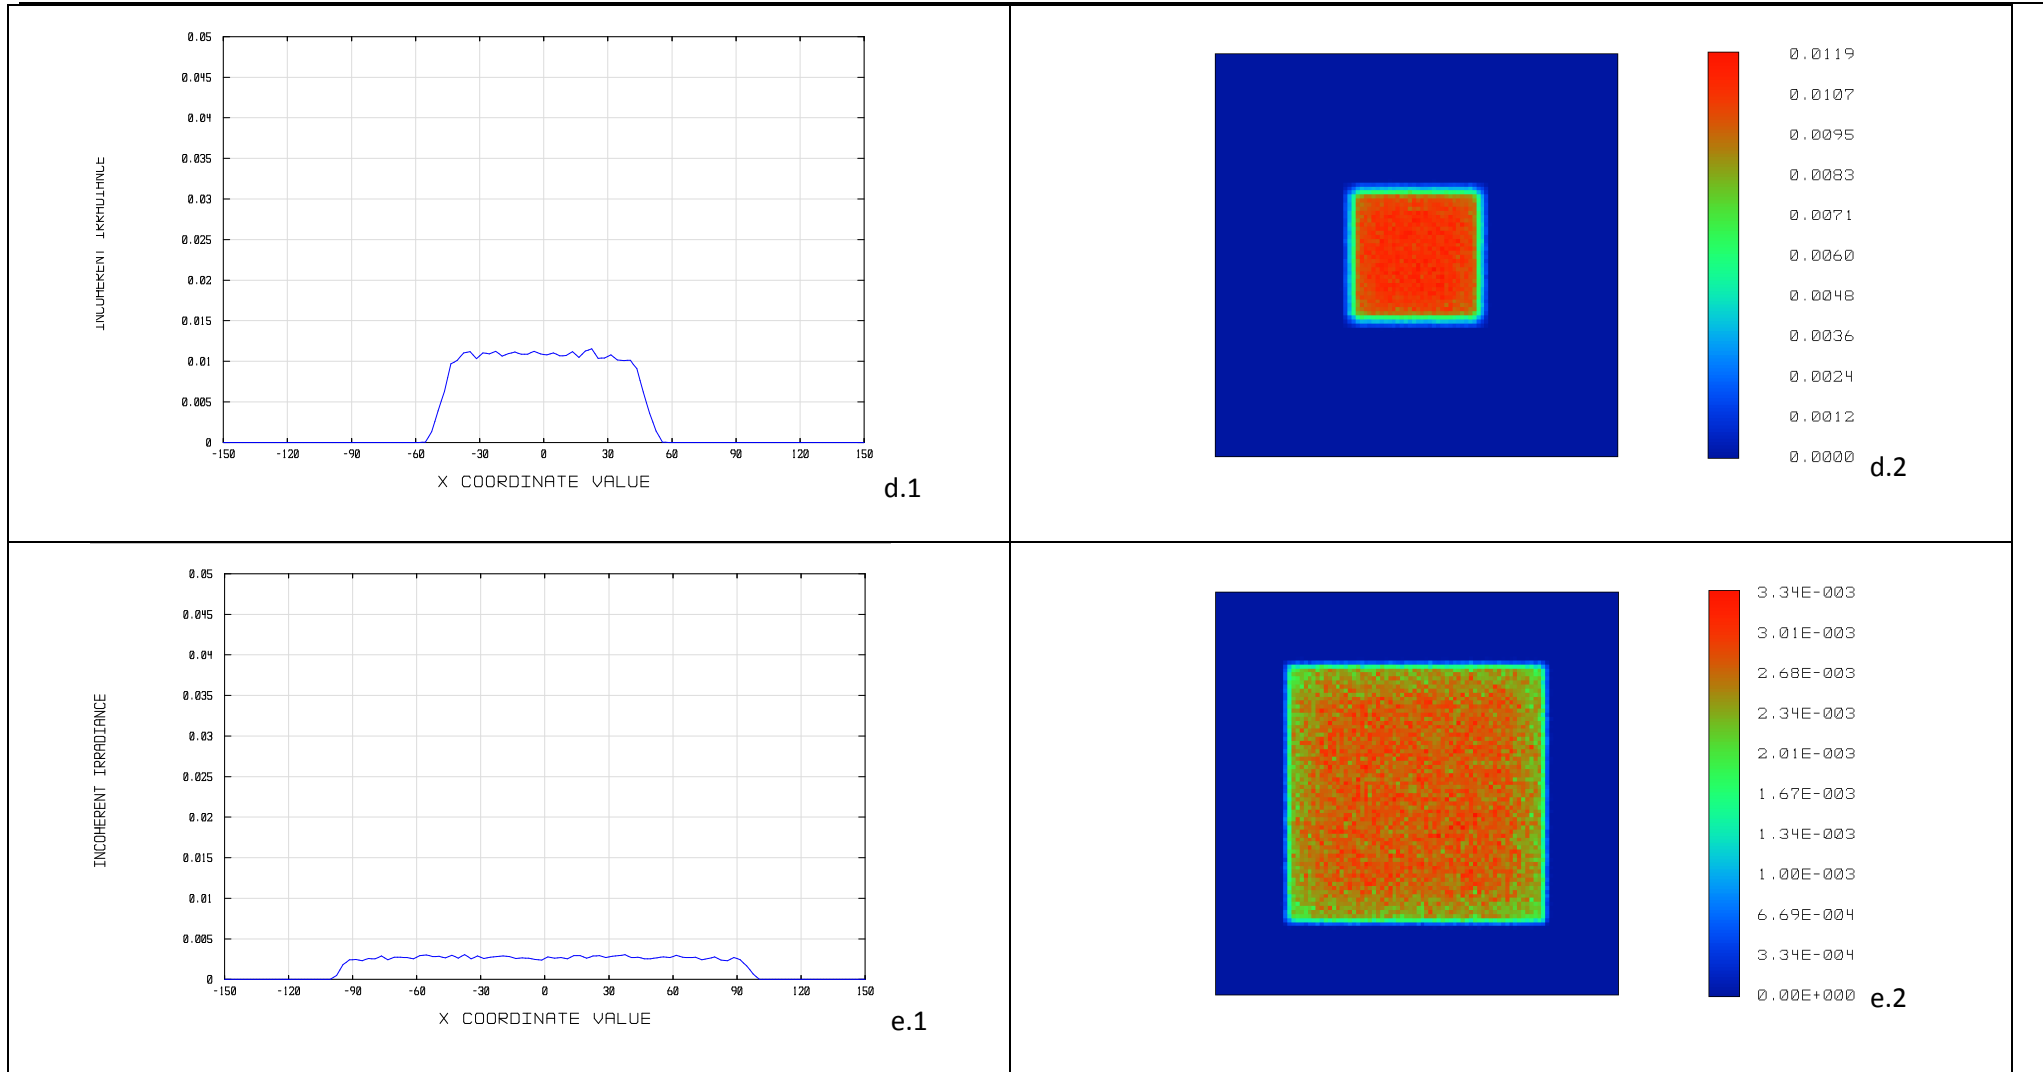 0.05
0.045
0.04
0.035
0.03
0.025
0.02
0.015
0.01
0.005
0
-150 -120 -90 -60 -30 0 30 60 90 120 150
X COORDINATE VALUE
d.1
0.0119
0.0107
0.0095
0.0083
0.0071
0.0060
0.0048
0.0036
0.0024
0.0012
0.0000
d.2
INCOHERENT IRRADIANCE
0.05
0.045
0.04
0.035
0.03
0.025
0.02
0.015
0.01
0.005
0
-150 -120 -90 -60 -30 0 30 60 90 120 150
X COORDINATE VALUE
e.1
3.34E-003
3.01E-003
2.68E-003
2.34E-003
2.01E-003
1.67E-003
1.34E-003
1.00E-003
6.69E-004
3.34E-004
0.00E+000
e.2